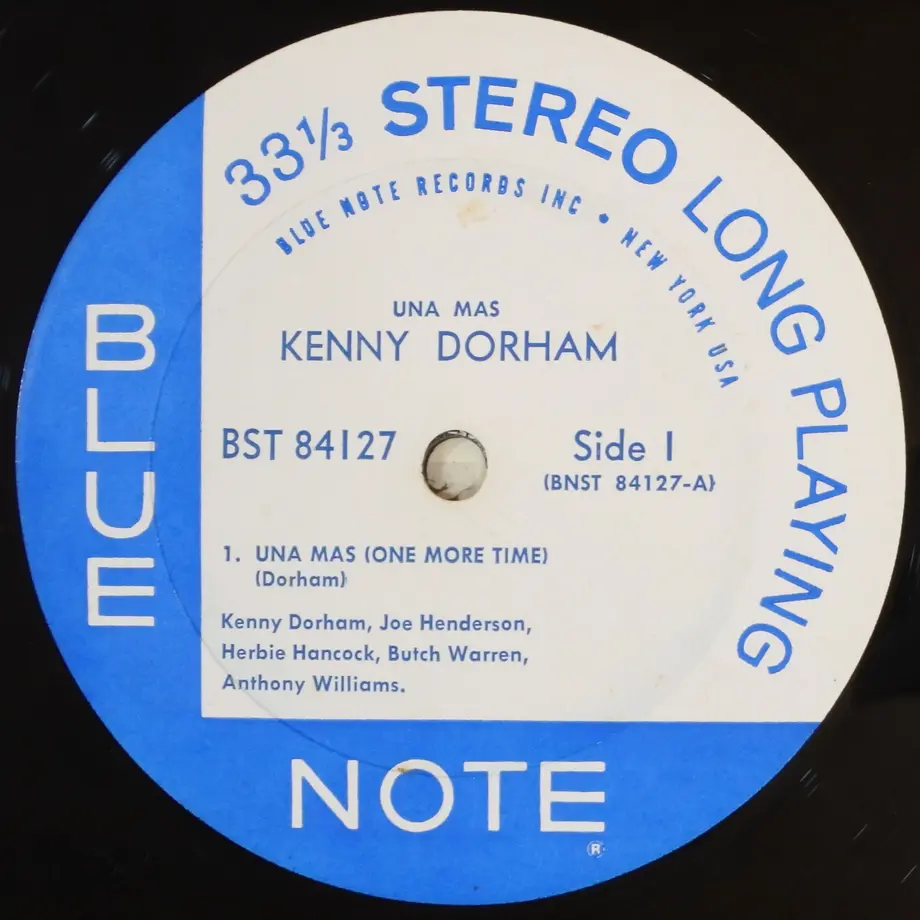 33⅓ STEREO LONG PLAYING
BLUE NOTE RECORDS INC • NEW YORK USA
UNA MAS
KENNY DORHAM
BST 84127
Side 1
(BNST 84127-A)
1. UNA MAS (ONE MORE TIME)
(Dorham)
Kenny Dorham, Joe Henderson,
Herbie Hancock, Butch Warren,
Anthony Williams.
BLUE
NOTE
®